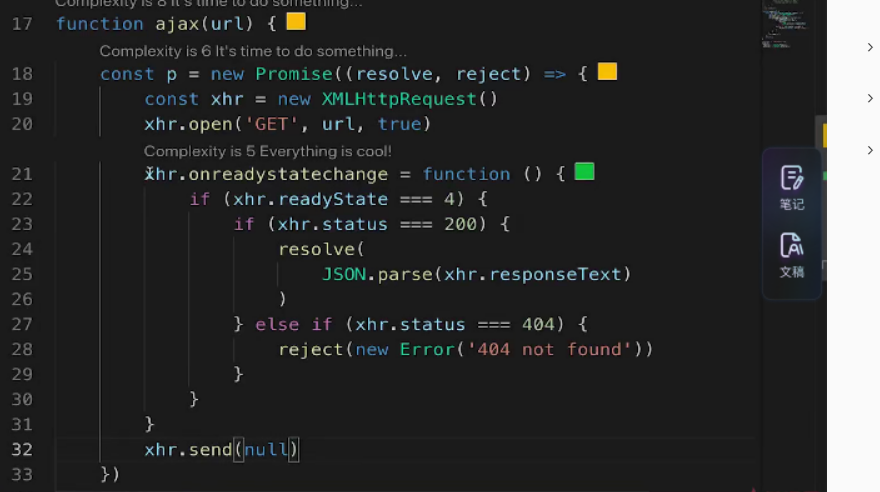 Complexity is 8 It's time to do something...
17 function ajax(url) {
Complexity is 6 It's time to do something...
18 const p = new Promise((resolve, reject) => {
19 const xhr = new XMLHttpRequest()
20 xhr.open('GET', url, true)
Complexity is 5 Everything is cool!
21 xhr.onreadystatechange = function () {
22 if (xhr.readyState === 4) {
23 if (xhr.status === 200) {
24 resolve(
25 JSON.parse(xhr.responseText)
26 )
27 } else if (xhr.status === 404) {
28 reject(new Error('404 not found'))
29 }
30 }
31 }
32 xhr.send(null)
33 })
笔记
文稿